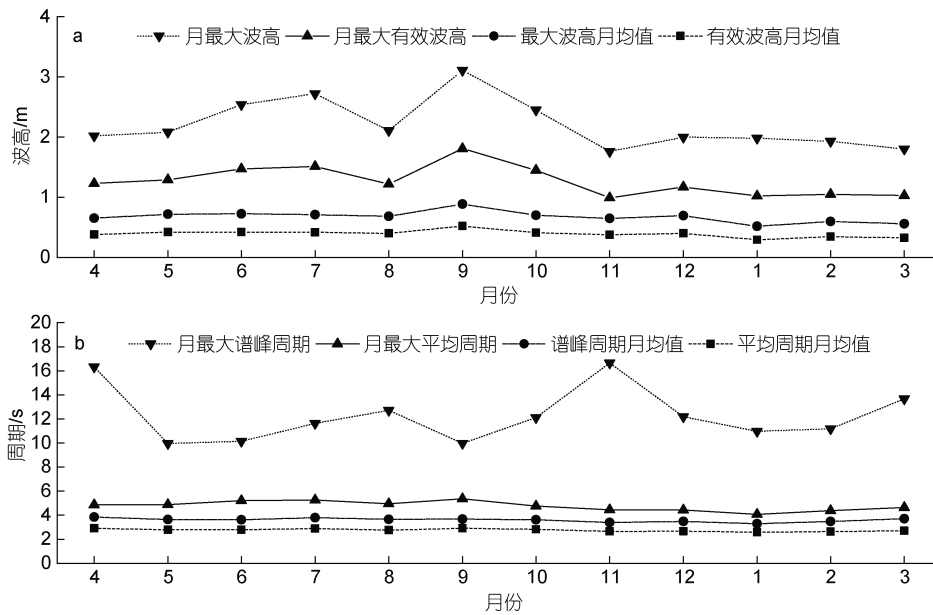 4
a
月最大波高 月最大有效波高 最大波高月均值 有效波高月均值
3
2
1
0
波高/m
4 5 6 7 8 9 10 11 12 1 2 3
月份
20
b
月最大谱峰周期 月最大平均周期 谱峰周期月均值 平均周期月均值
18
16
14
12
10
8
6
4
2
0
周期/s
4 5 6 7 8 9 10 11 12 1 2 3
月份